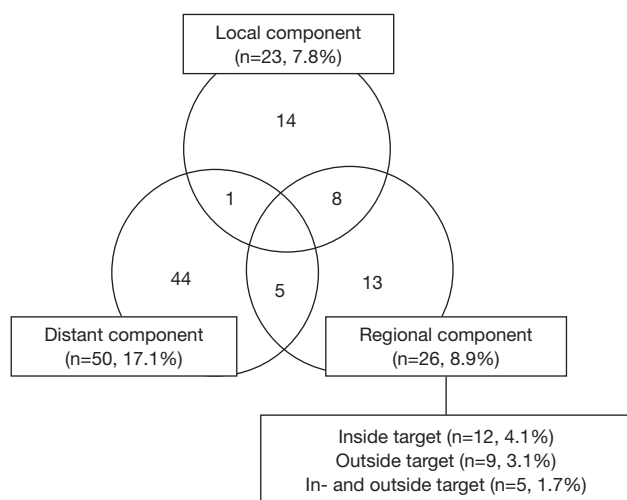 Local component
(n=23, 7.8%)
14
1
8
44
5
13
Distant component
(n=50, 17.1%)
Regional component
(n=26, 8.9%)
Inside target (n=12, 4.1%)
Outside target (n=9, 3.1%)
In- and outside target (n=5, 1.7%)